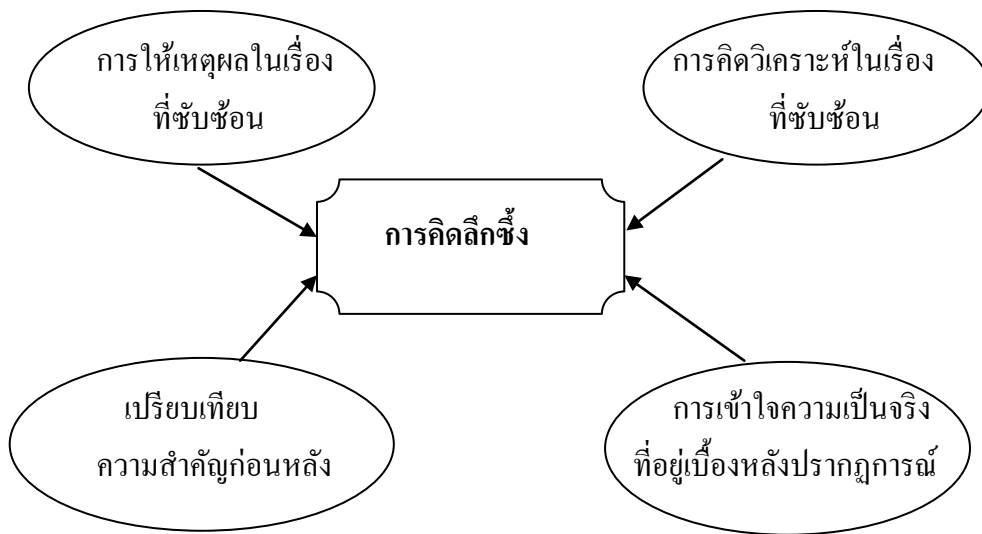 การให้เหตุผลในเรื่อง
ที่ซับซ้อน
การคิดวิเคราะห์ในเรื่อง
ที่ซับซ้อน
การคิดลึกซึ้ง
เปรียบเทียบ
ความสำคัญก่อนหลัง
การเข้าใจความเป็นจริง
ที่อยู่เบื้องหลังปรากฏการณ์